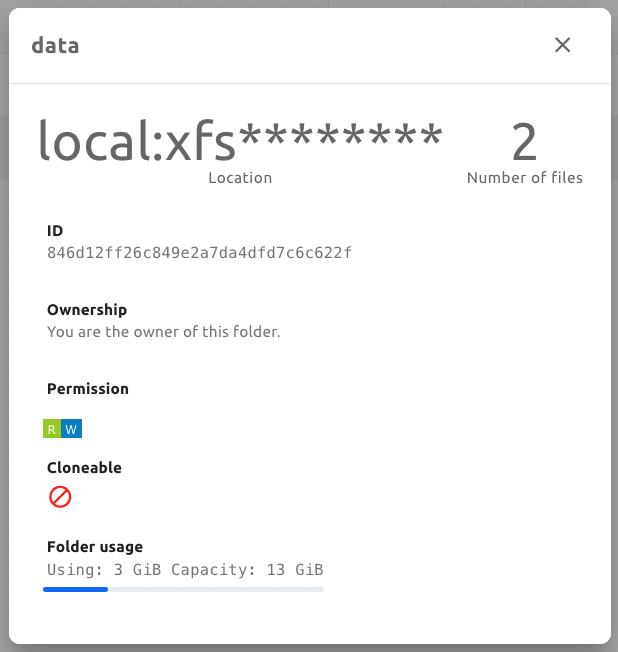 data
local:xfs********
2
Location
Number of files
ID
846d12ff26c849e2a7da4dfd7c6c622f
Ownership
You are the owner of this folder.
Permission
R W
Cloneable
Folder usage
Using: 3 GiB Capacity: 13 GiB